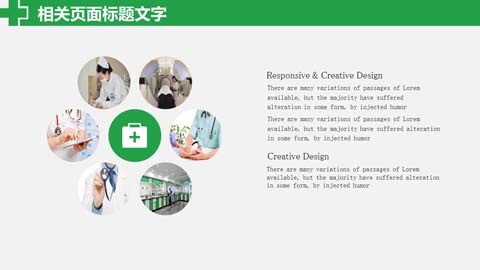 相关页面标题文字
Responsive & Creative Design
There are many variations of passages of Lorem
available, but the majority have suffered
alteration in some form, by injected humor
There are many variations of passages of Lorem
available, but the majority have suffered alteration
in some form, by injected humor
Creative Design
There are many variations of passages of Lorem
available, but the majority have suffered alteration
in some form, by injected humor